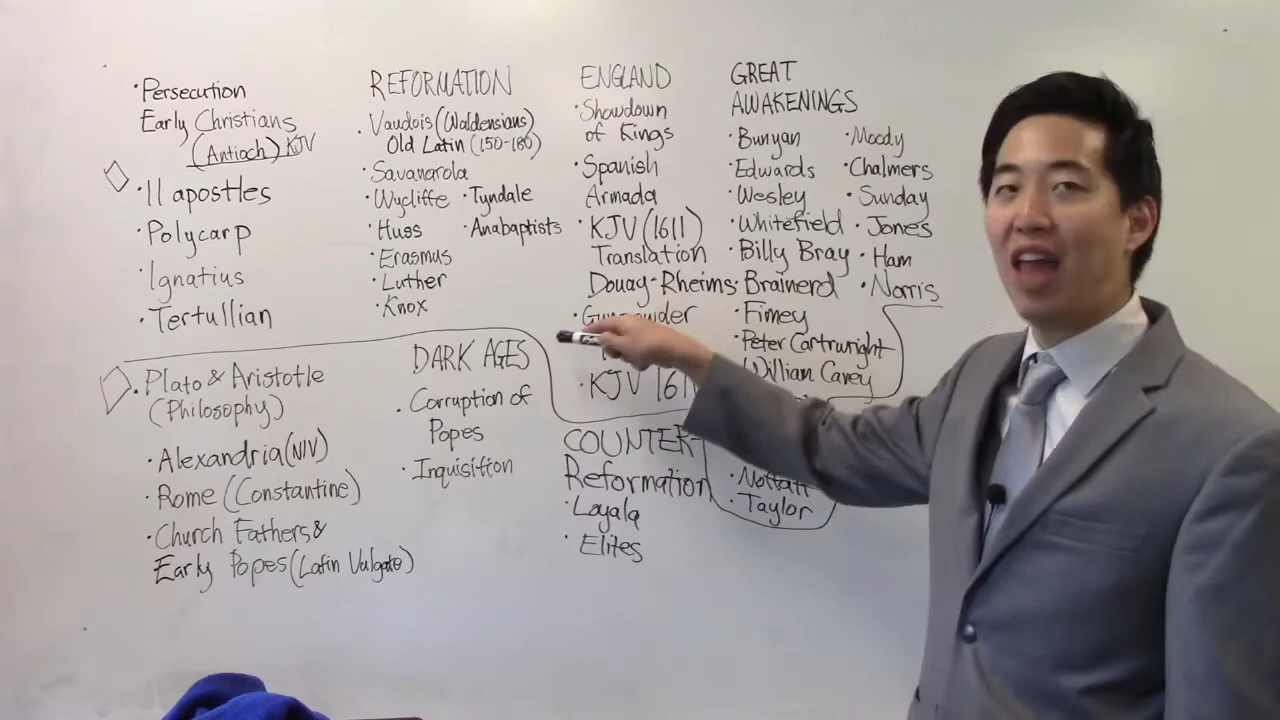 ·Persecution
Early Christians
(Antioch) KJV
·11 apostles
·Polycarp
·Ignatius
·Tertullian
·Plato & Aristotle
(Philosophy)
·Alexandria (NIV)
·Rome (Constantine)
·Church Fathers &
Early Popes (Latin Vulgate)
REFORMATION
·Vaudois (Waldensians)
Old Latin (150-180)
·Savanarola
·Wycliffe ·Tyndale
·Huss ·Anabaptists
·Erasmus
·Luther
·Knox
DARK AGES
·Corruption of
Popes
·Inquisition
ENGLAND
·Showdown
of Kings
·Spanish
Armada
·KJV (1611)
Translation
Douay-Rheims
·Gunpowder
·KJV 1611
COUNTER-
Reformation
·Loyala
·Elites
GREAT
AWAKENINGS
·Bunyan ·Moody
·Edwards ·Chalmers
·Wesley ·Sunday
·Whitefield ·Jones
·Billy Bray ·Ham
·Brainerd ·Norris
·Finney
·Peter Cartwright
William Carey
·Moffatt
·Taylor